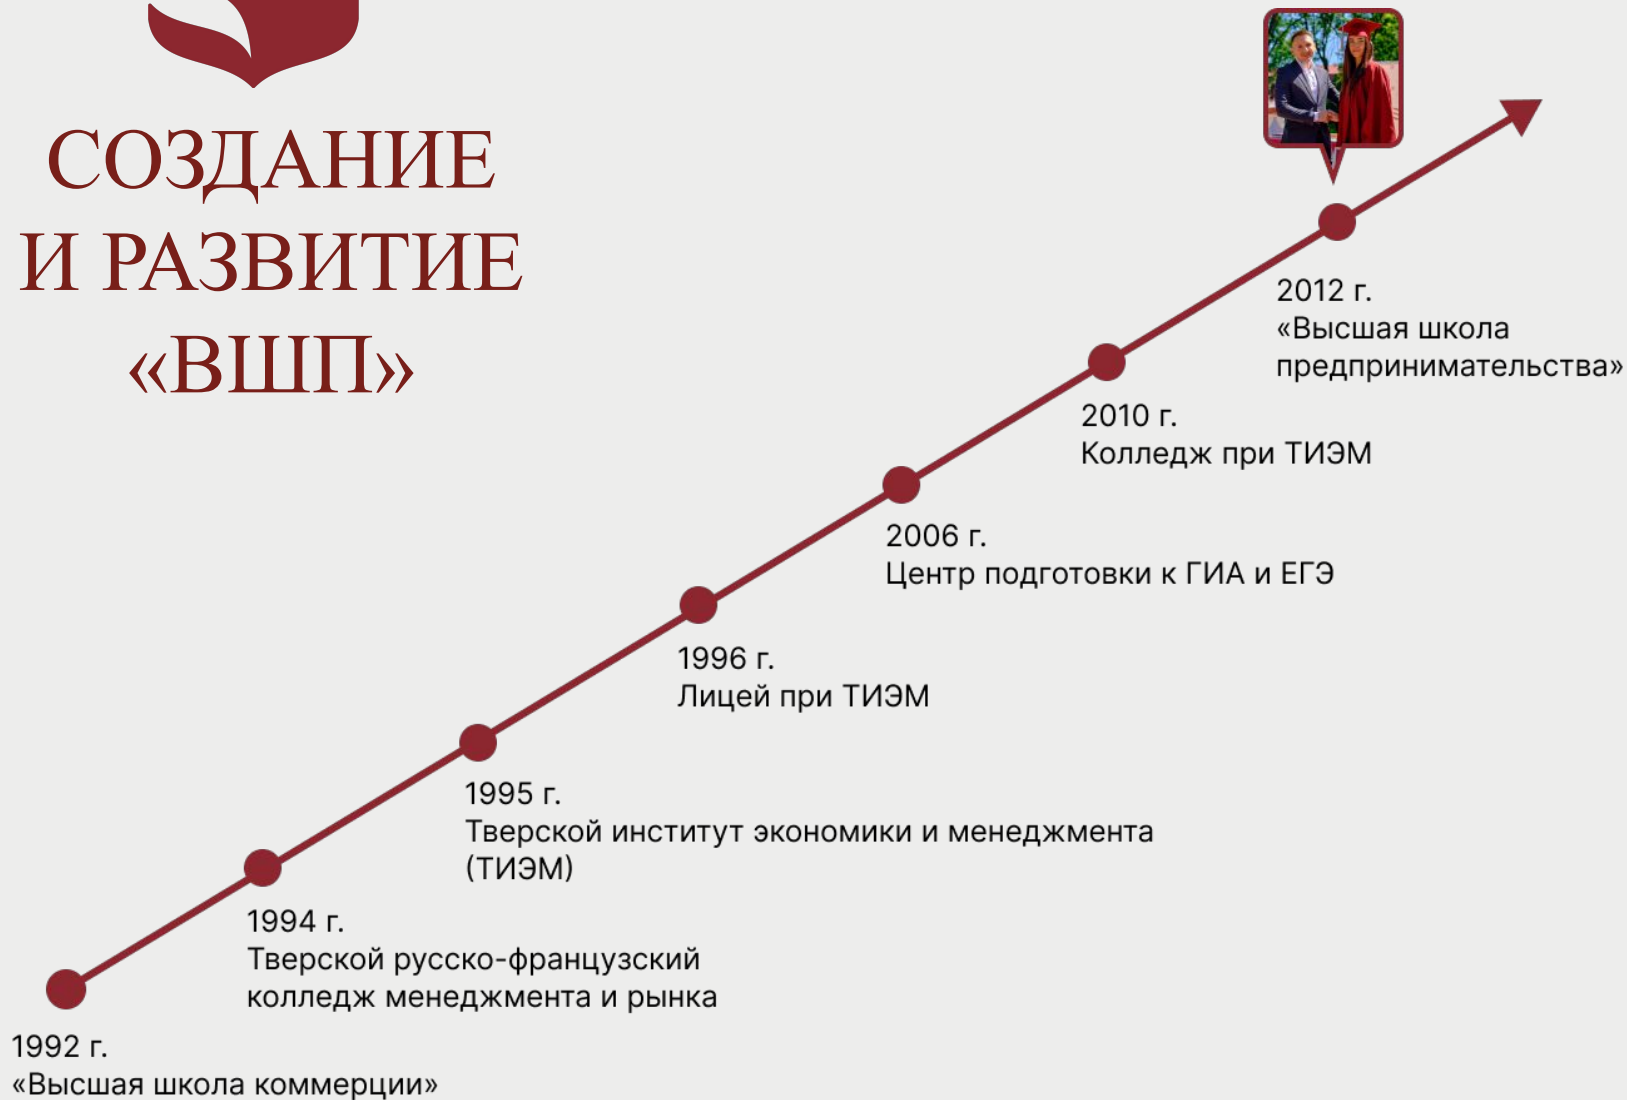 СОЗДАНИЕ
И РАЗВИТИЕ
«ВШП»
2012 г.
«Высшая школа
предпринимательства»
2010 г.
Колледж при ТИЭМ
2006 г.
Центр подготовки к ГИА и ЕГЭ
1996 г.
Лицей при ТИЭМ
1995 г.
Тверской институт экономики и менеджмента
(ТИЭМ)
1994 г.
Тверской русско-французский
колледж менеджмента и рынка
1992 г.
«Высшая школа коммерции»